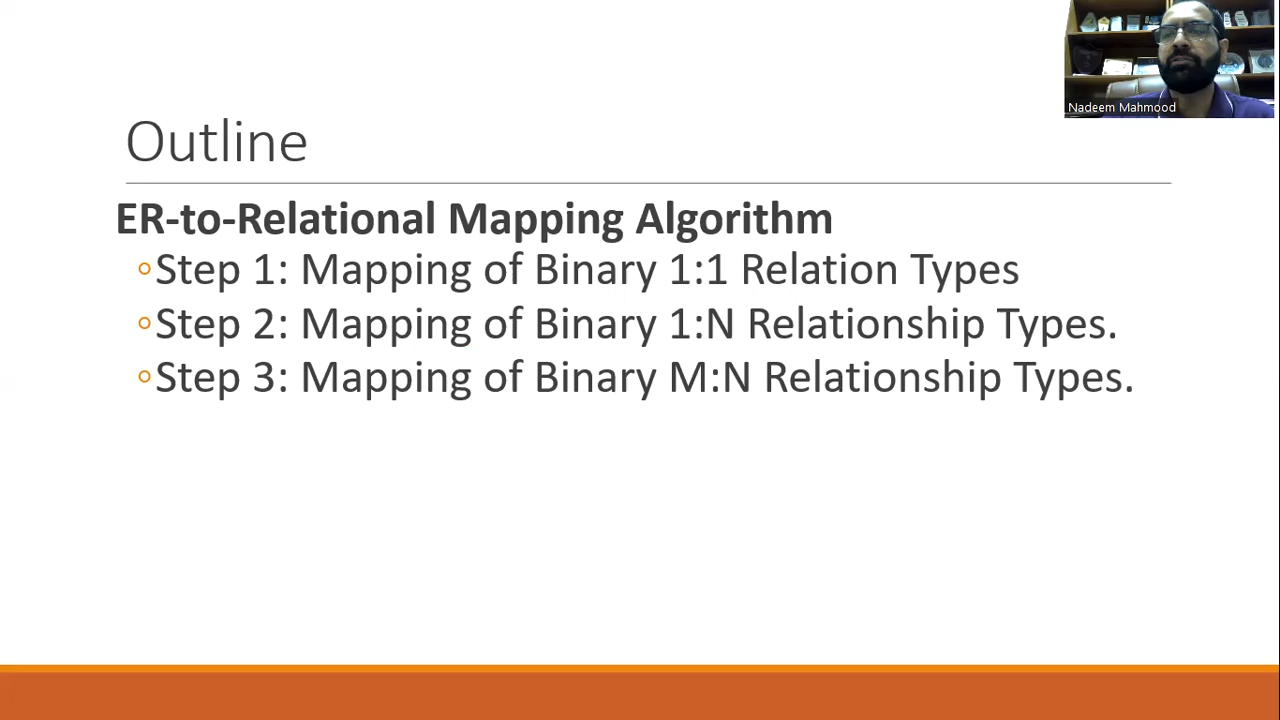 Nadeem Mahmood
Outline
ER-to-Relational Mapping Algorithm
◦Step 1: Mapping of Binary 1:1 Relation Types
◦Step 2: Mapping of Binary 1:N Relationship Types.
◦Step 3: Mapping of Binary M:N Relationship Types.